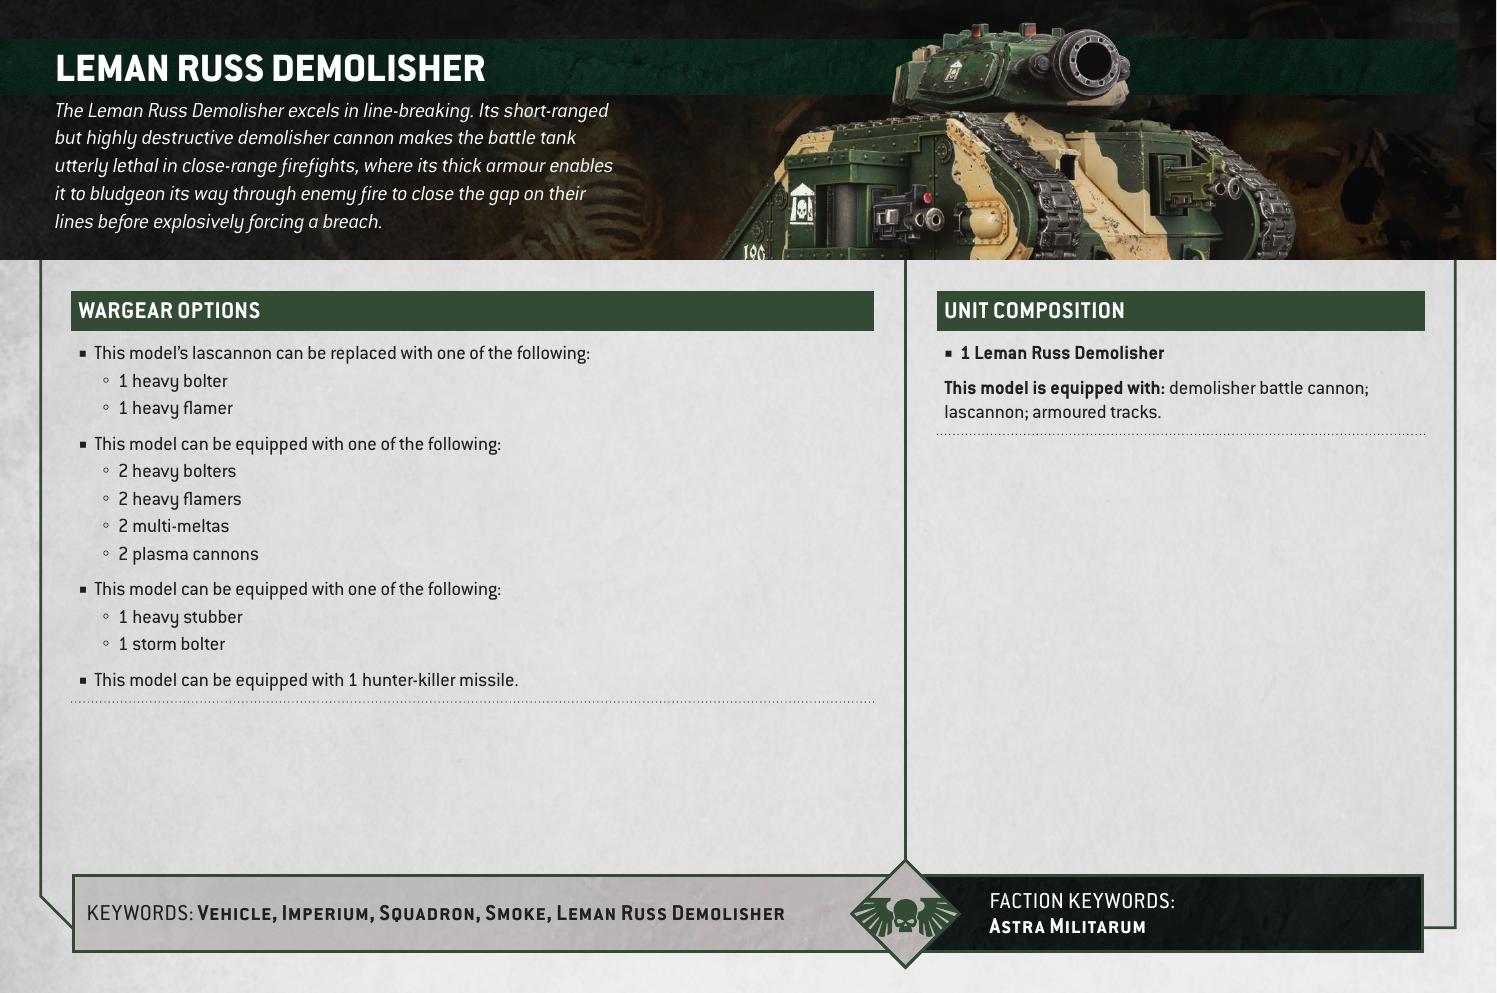 LEMAN RUSS DEMOLISHER
The Leman Russ Demolisher excels in line-breaking. Its short-ranged
but highly destructive demolisher cannon makes the battle tank
utterly lethal in close-range firefights, where its thick armour enables
it to bludgeon its way through enemy fire to close the gap on their
lines before explosively forcing a breach.
196
WARGEAR OPTIONS
■ This model’s lascannon can be replaced with one of the following:
◦ 1 heavy bolter
◦ 1 heavy flamer
■ This model can be equipped with one of the following:
◦ 2 heavy bolters
◦ 2 heavy flamers
◦ 2 multi-meltas
◦ 2 plasma cannons
■ This model can be equipped with one of the following:
◦ 1 heavy stubber
◦ 1 storm bolter
■ This model can be equipped with 1 hunter-killer missile.
UNIT COMPOSITION
■ 1 Leman Russ Demolisher
This model is equipped with: demolisher battle cannon;
lascannon; armoured tracks.
KEYWORDS: Vehicle, Imperium, Squadron, Smoke, Leman Russ Demolisher
FACTION KEYWORDS:
Astra Militarum